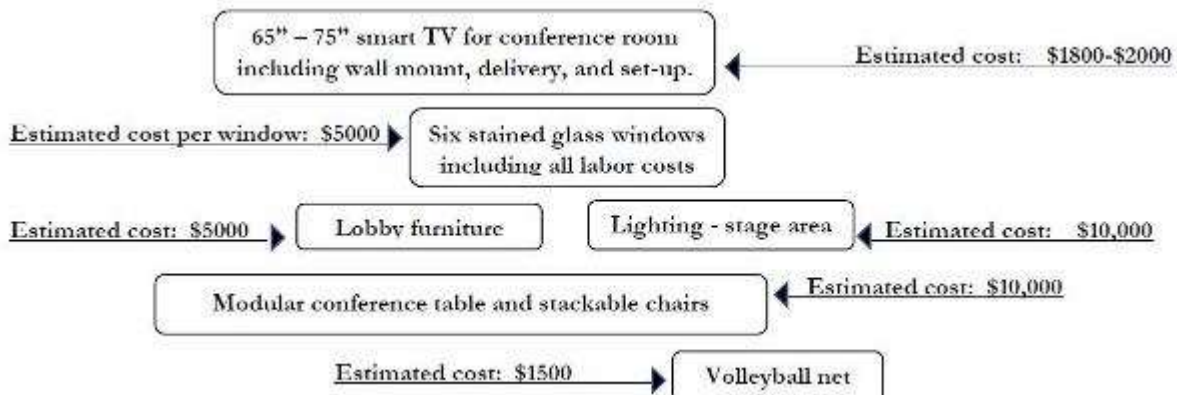 65” – 75” smart TV for conference room
including wall mount, delivery, and set-up.
Estimated cost: $1800-$2000
Estimated cost per window: $5000
Six stained glass windows
including all labor costs
Estimated cost: $5000
Lobby furniture
Lighting - stage area
Estimated cost: $10,000
Modular conference table and stackable chairs
Estimated cost: $10,000
Estimated cost: $1500
Volleyball net